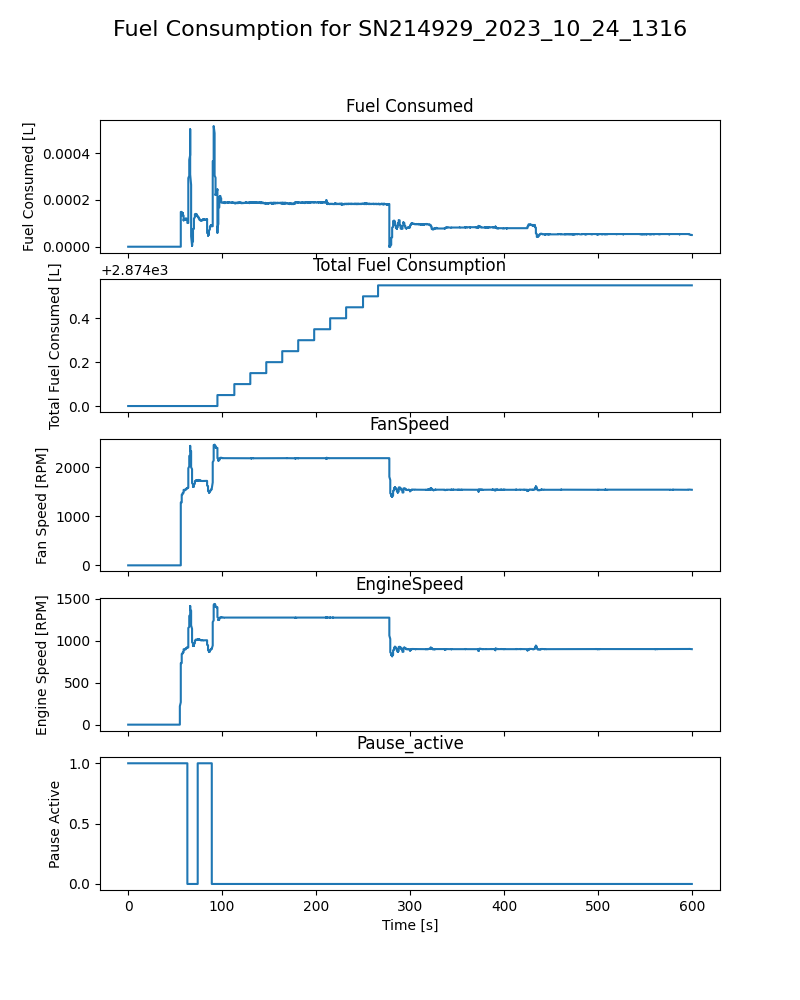 Fuel Consumption for SN214929_2023_10_24_1316
Fuel Consumed
Fuel Consumed [L]
0.0004
0.0002
0.0000
+2.874e3
Total Fuel Consumption
Total Fuel Consumed [L]
0.4
0.2
0.0
FanSpeed
Fan Speed [RPM]
2000
1000
0
EngineSpeed
Engine Speed [RPM]
1500
1000
500
0
Pause_active
Pause Active
1.0
0.5
0.0
0 100 200 300 400 500 600
Time [s]